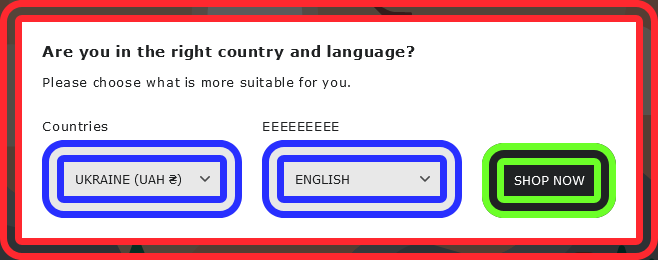 Are you in the right country and language?
Please choose what is more suitable for you.
Countries
EEEEEEEEE
UKRAINE (UAH ₴)
ENGLISH
SHOP NOW